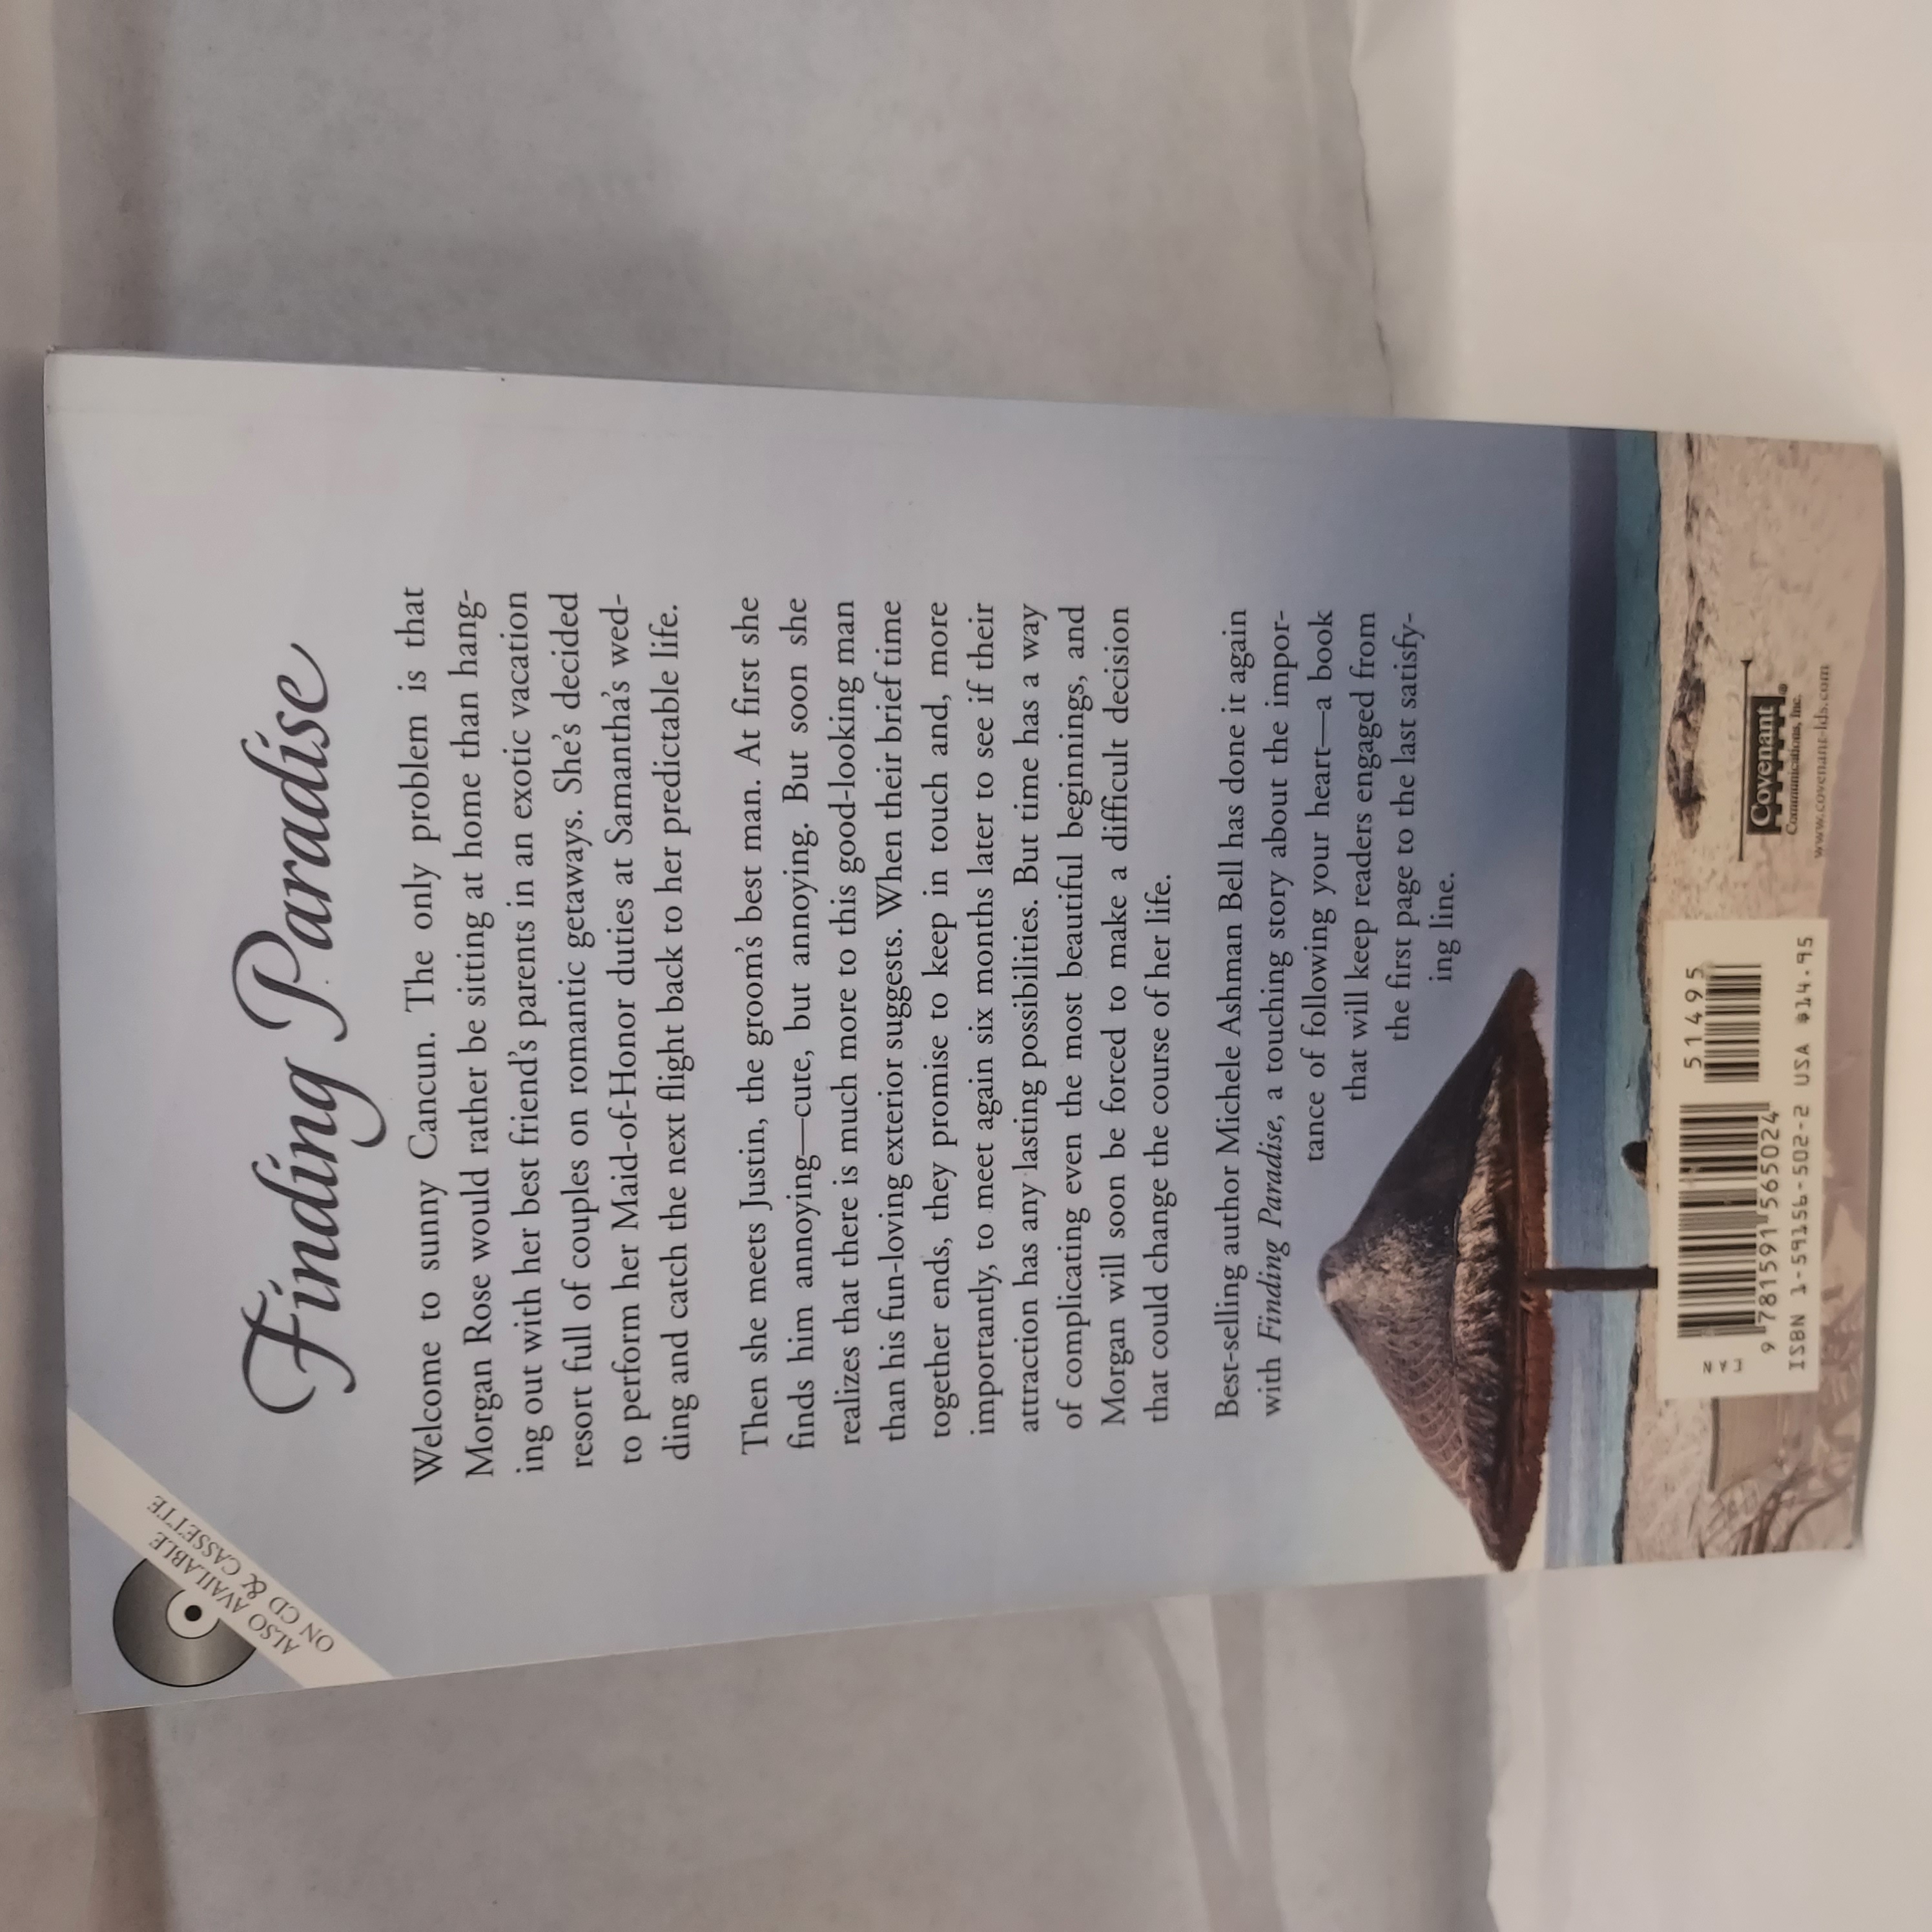 ALSO AVAILABLE
ON CD & CASSETTE
Finding Paradise
Welcome to sunny Cancun. The only problem is that
Morgan Rose would rather be sitting at home than hang-
ing out with her best friend's parents in an exotic vacation
resort full of couples on romantic getaways. She's decided
to perform her Maid-of-Honor duties at Samantha's wed-
ding and catch the next flight back to her predictable life.
Then she meets Justin, the groom's best man. At first she
finds him annoying—cute, but annoying. But soon she
realizes that there is much more to this good-looking man
than his fun-loving exterior suggests. When their brief time
together ends, they promise to keep in touch and, more
importantly, to meet again six months later to see if their
attraction has any lasting possibilities. But time has a way
of complicating even the most beautiful beginnings, and
Morgan will soon be forced to make a difficult decision
that could change the course of her life.
Best-selling author Michele Ashman Bell has done it again
with Finding Paradise, a touching story about the impor-
tance of following your heart—a book
that will keep readers engaged from
the first page to the last satisfy-
ing line.
EAN
51495
9 781591 565024
ISBN 1-59156-502-2 USA $14.95
Covenant
Communications, Inc.
www.covenant-lds.com